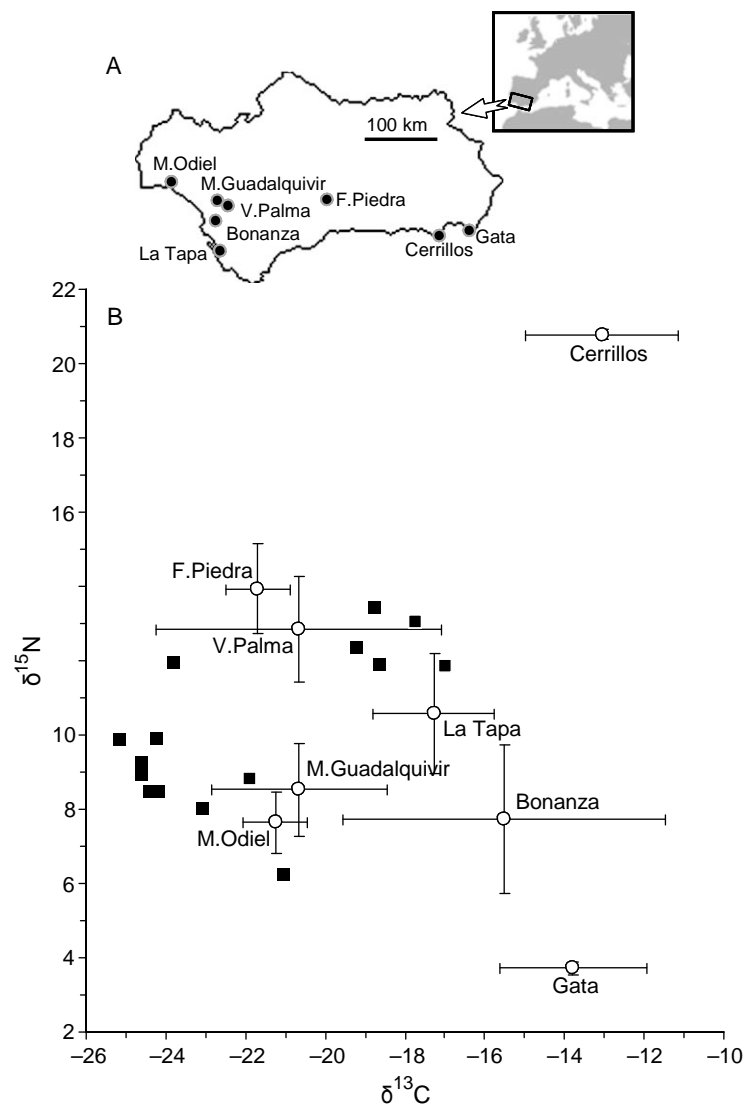 A
100 km
M.Odiel
M.Guadalquivir
V.Palma
F.Piedra
Bonanza
La Tapa
Cerrillos
Gata
B
22
20
18
16
10
8
6
4
2
δ15N
Cerrillos
F.Piedra
V.Palma
La Tapa
M.Guadalquivir
Bonanza
M.Odiel
Gata
–26 –24 –22 –20 –18 –16 –14 –12 –10
δ13C